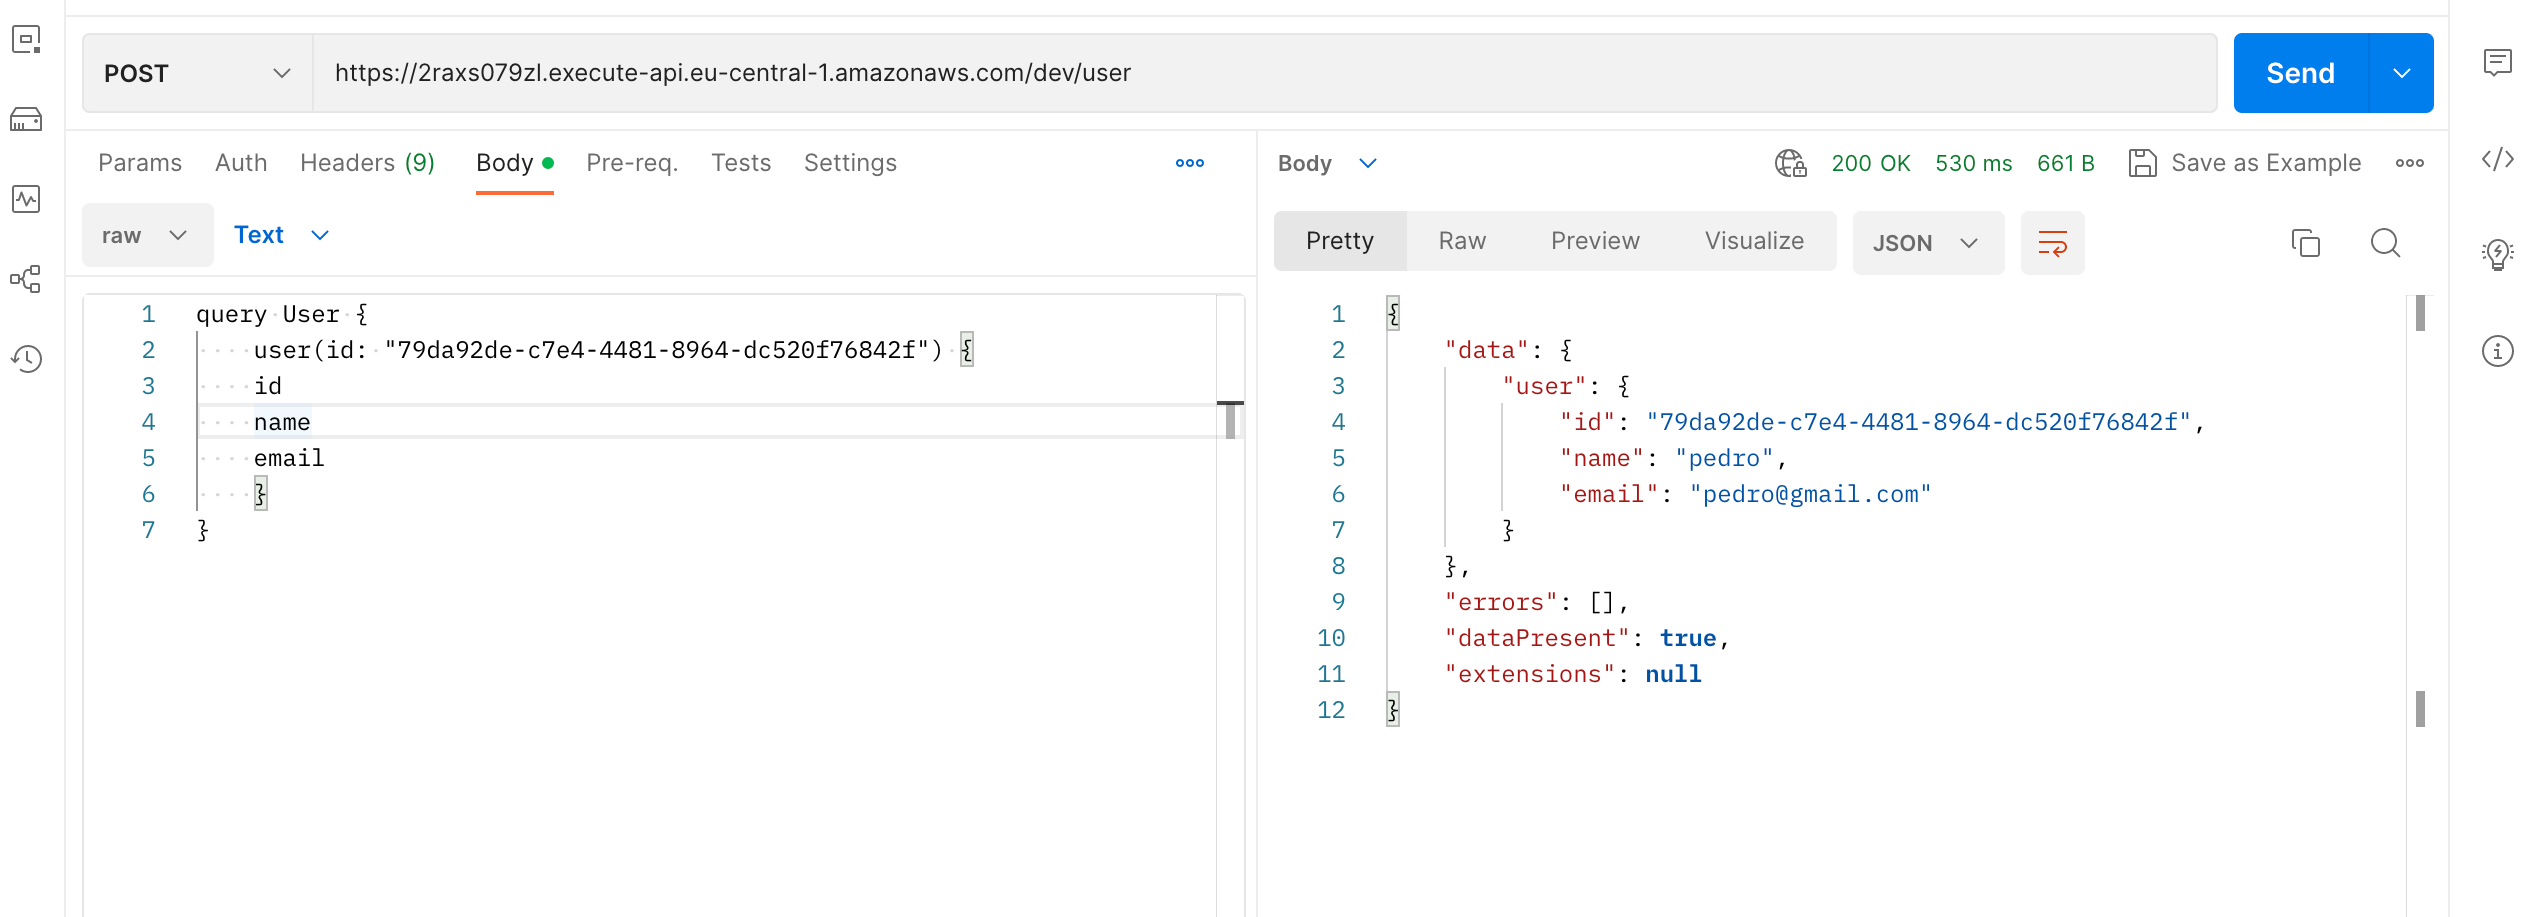 POST
https://2raxs079zl.execute-api.eu-central-1.amazonaws.com/dev/user
Send
Params Auth Headers (9) Body Pre-req. Tests Settings
raw Text
1 query User {
2 user(id: "79da92de-c7e4-4481-8964-dc520f76842f") {
3 id
4 name
5 email
6 }
7 }
Body 200 OK 530 ms 661 B Save as Example
Pretty Raw Preview Visualize JSON
1 {
2 "data": {
3 "user": {
4 "id": "79da92de-c7e4-4481-8964-dc520f76842f",
5 "name": "pedro",
6 "email": "pedro@gmail.com"
7 }
8 },
9 "errors": [],
10 "dataPresent": true,
11 "extensions": null
12 }